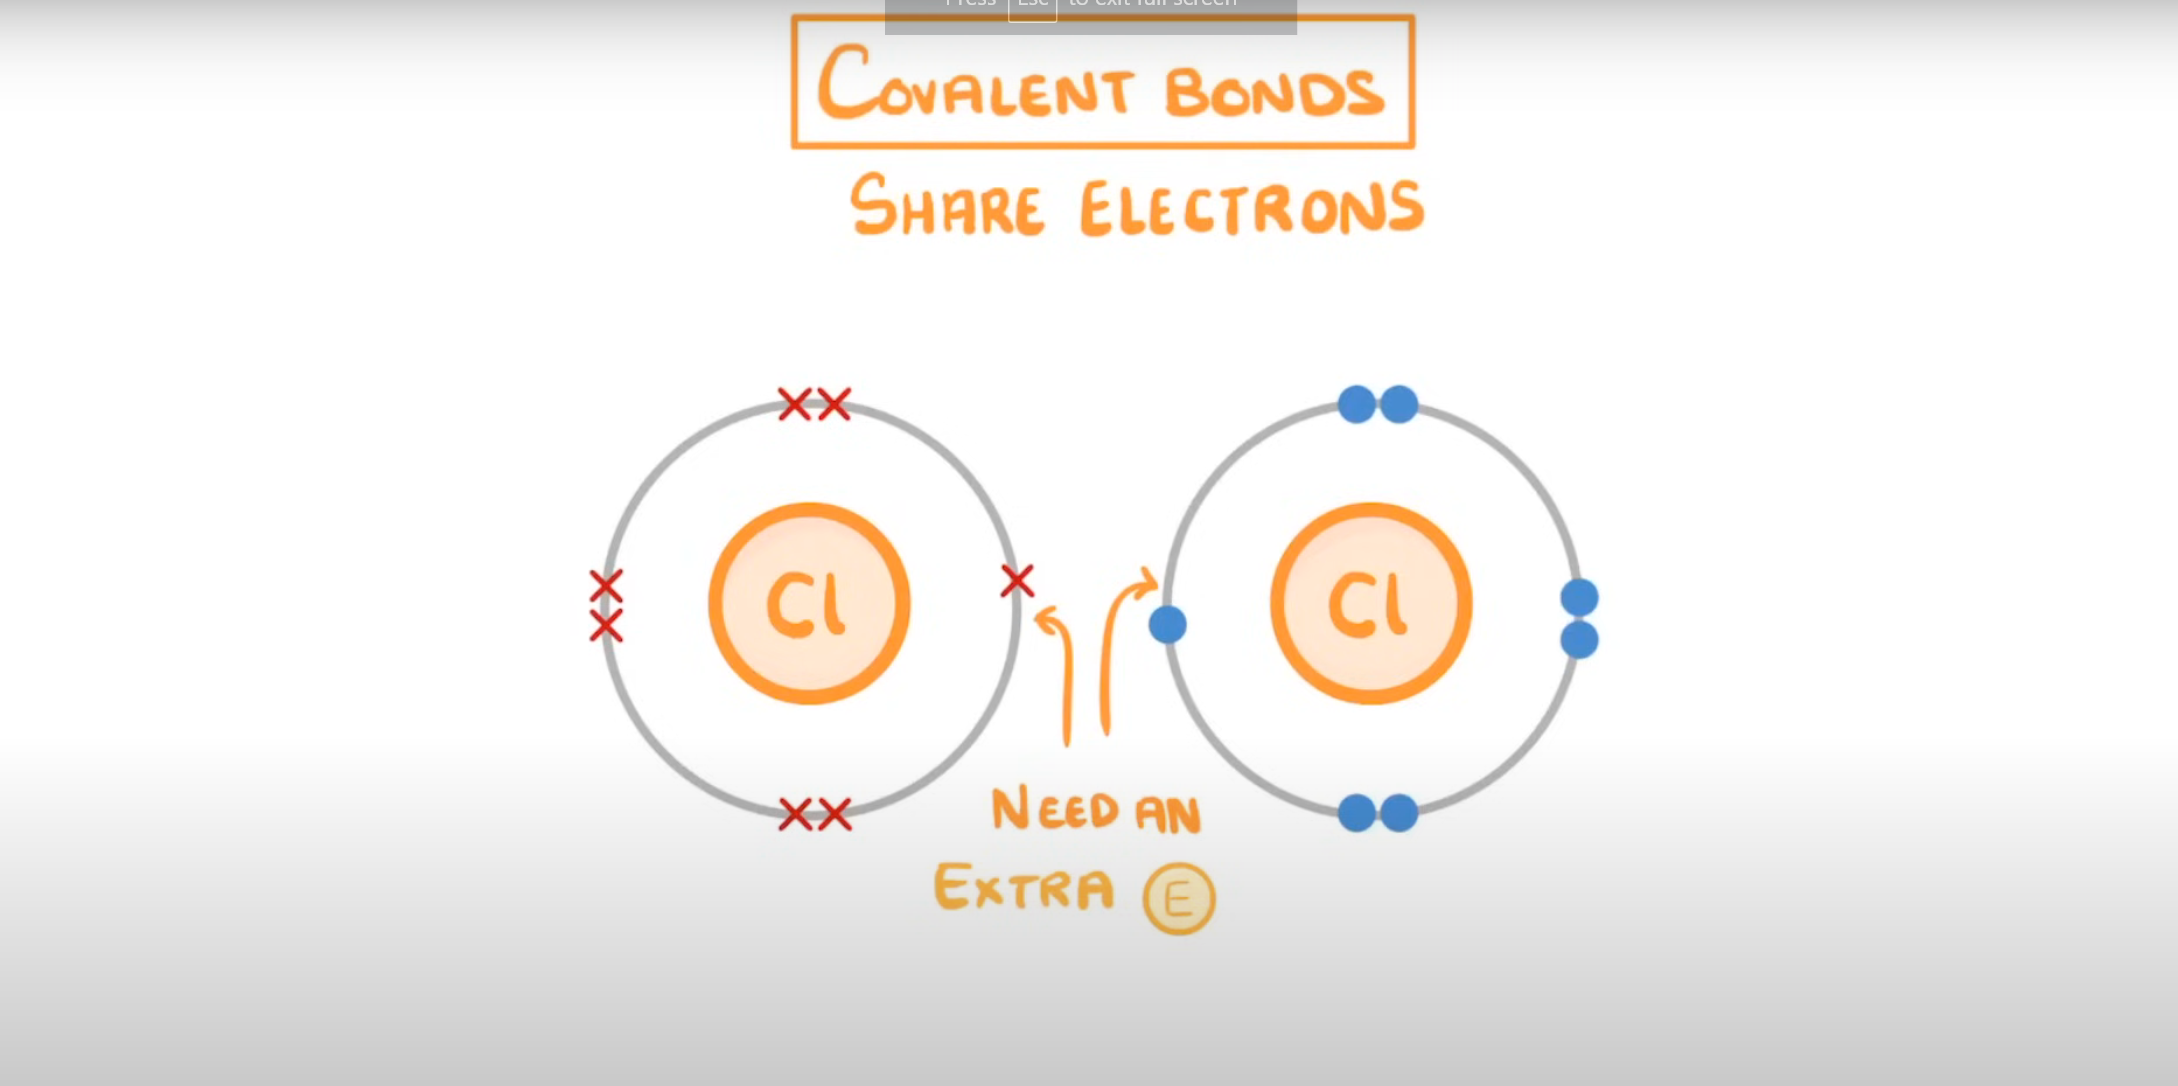 Press Esc to exit full screen
COVALENT BONDS
SHARE ELECTRONS
Cl
Cl
NEED AN
EXTRA E